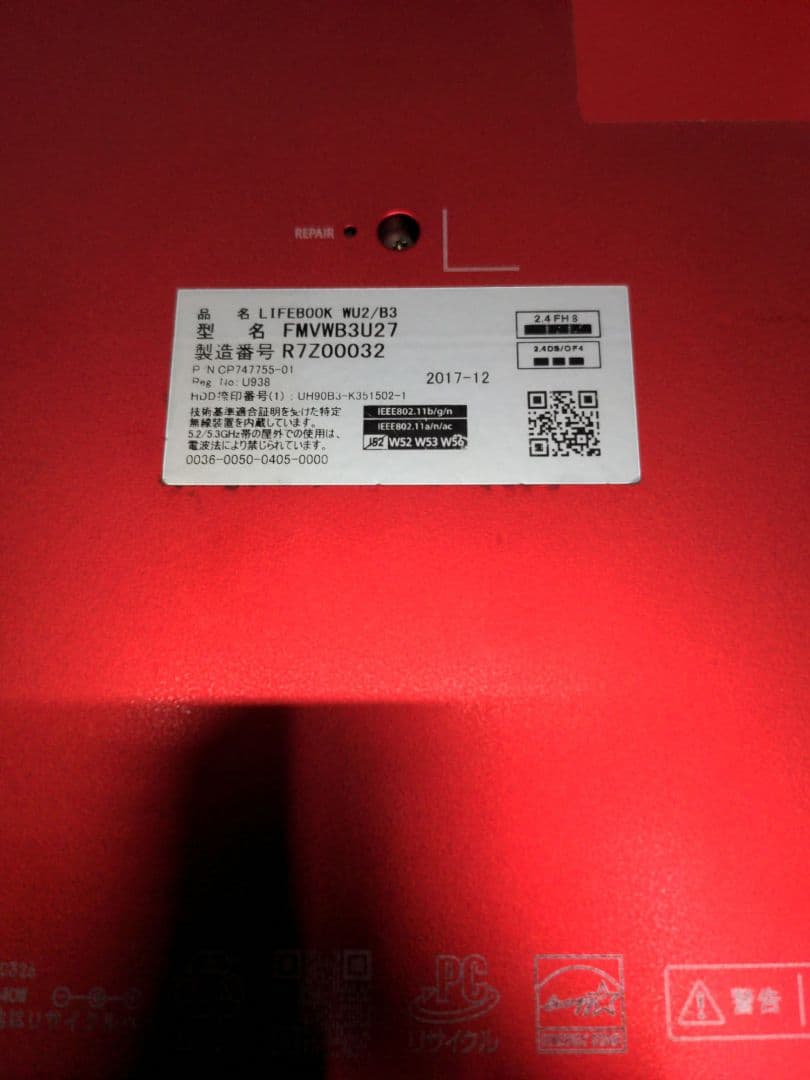 REPAIR
品 名 LIFEBOOK WU2/B3
型 名 FMVWB3U27
製造番号 R7Z00032
P/N CP747755-01
Reg No: U938
2017-12
HDD捺印番号(1) : UH90B3-K351502-1
技術基準適合証明を受けた特定
無線装置を内蔵しています。
5.2/5.3GHz帯の屋外での使用は、
電波法により禁じられています。
0036-0050-0405-0000
IEEE802.11b/g/n
IEEE802.11a/n/ac
J52 W52 W53 W56
2.4 FH 8
2.4DS/OF4
PC
リサイクル
警告